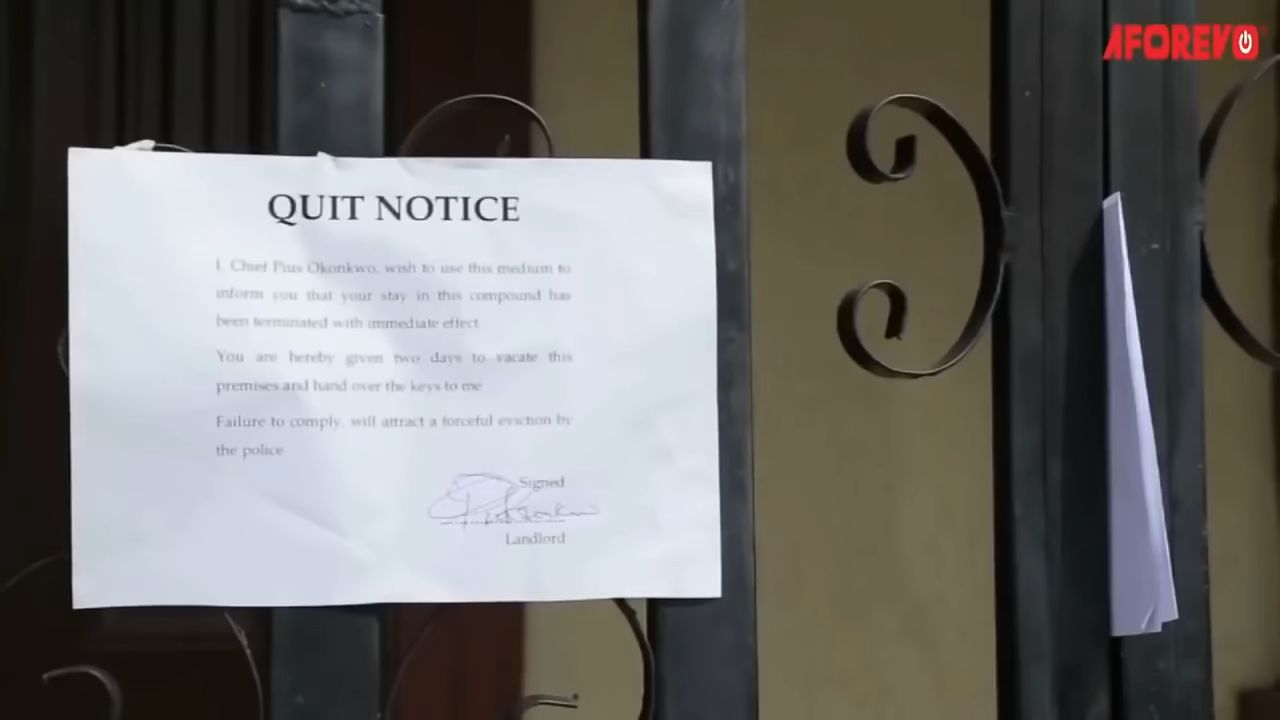 AFOREVO
QUIT NOTICE
I, Chief Pius Okonkwo, wish to use this medium to
inform you that your stay in this compound has
been terminated with immediate effect.
You are hereby given two days to vacate this
premises and hand over the keys to me
Failure to comply, will attract a forceful eviction by
the police
Signed
Landlord